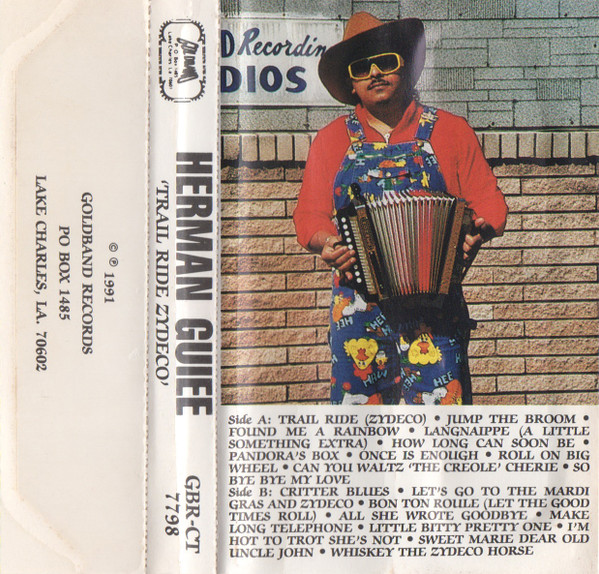 © ℗ 1991
GOLDBAND RECORDS
PO BOX 1485
LAKE CHARLES, LA. 70602
HERMAN GUIEE
'TRAIL RIDE ZYDECO'
GBR-CT
7798
D Recordin
DIOS
HEE
HAW
HEE
Side A: TRAIL RIDE (ZYDECO) • JUMP THE BROOM •
FOUND ME A RAINBOW • LANGNAIPPE (A LITTLE
SOMETHING EXTRA) • HOW LONG CAN SOON BE •
PANDORA'S BOX • ONCE IS ENOUGH • ROLL ON BIG
WHEEL • CAN YOU WALTZ 'THE CREOLE' CHERIE • SO
BYE BYE MY LOVE
Side B: CRITTER BLUES • LET'S GO TO THE MARDI
GRAS AND ZYDECO • BON TON ROULE (LET THE GOOD
TIMES ROLL) • ALL SHE WROTE GOODBYE • MAKE
LONG TELEPHONE • LITTLE BITTY PRETTY ONE • I'M
HOT TO TROT SHE'S NOT • SWEET MARIE DEAR OLD
UNCLE JOHN • WHISKEY THE ZYDECO HORSE